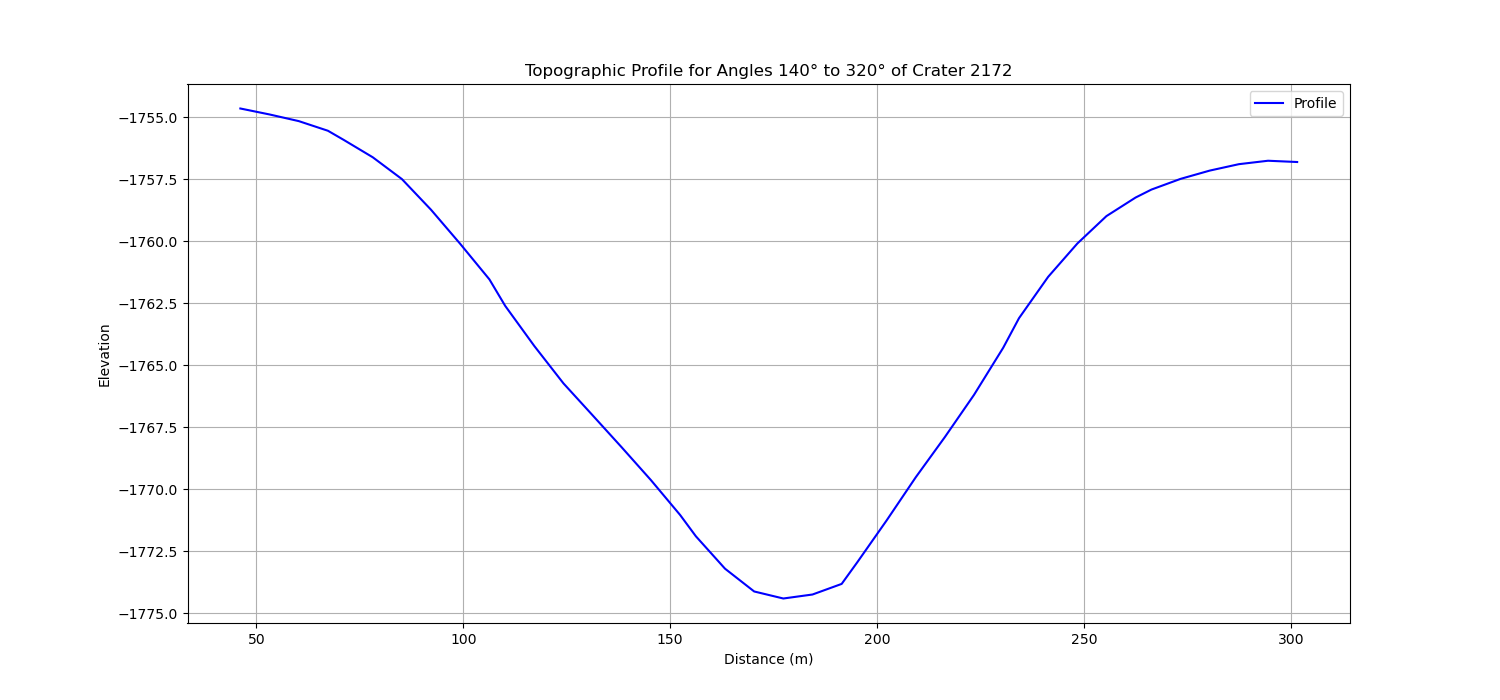 Topographic Profile for Angles 140° to 320° of Crater 2172
Profile
−1755.0
−1757.5
−1760.0
−1762.5
−1765.0
−1767.5
−1770.0
−1772.5
−1775.0
Elevation
50 100 150 200 250 300
Distance (m)